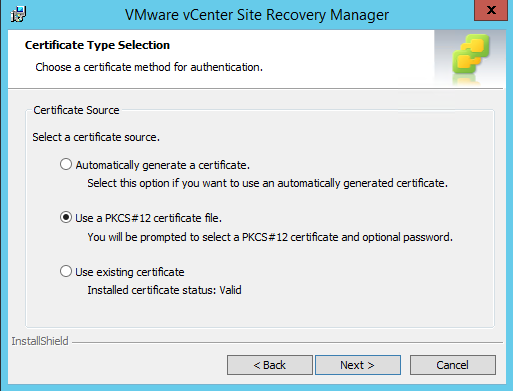 VMware vCenter Site Recovery Manager
x
Certificate Type Selection
Choose a certificate method for authentication.
Certificate Source
Select a certificate source.
Automatically generate a certificate.
Select this option if you want to use an automatically generated certificate.
Use a PKCS#12 certificate file.
You will be prompted to select a PKCS#12 certificate and optional password.
Use existing certificate
Installed certificate status: Valid
InstallShield
< Back Next > Cancel